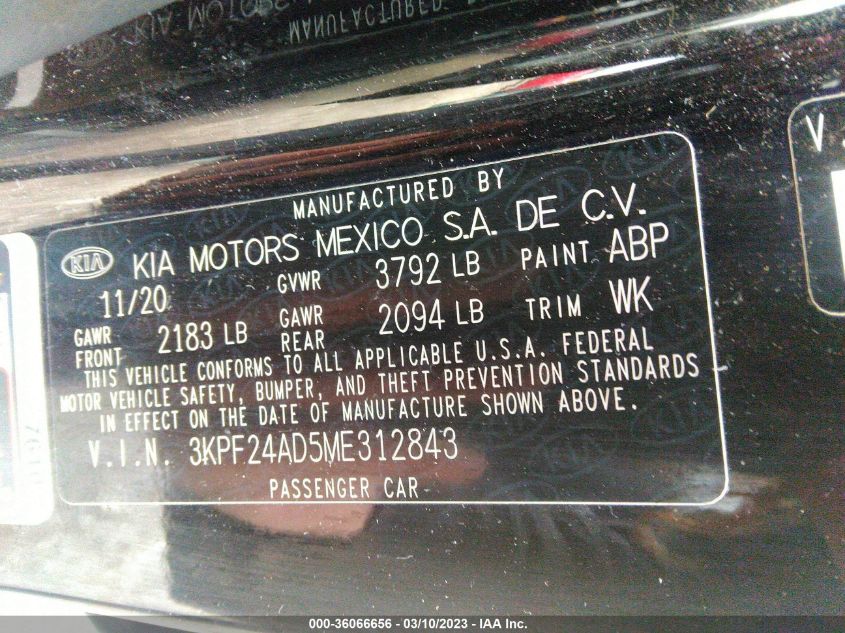 KIA MOTORS
MANUFACTURED
MANUFACTURED BY
KIA KIA MOTORS MEXICO S.A. DE C.V.
11/20 GVWR 3792 LB PAINT ABP
GAWR FRONT 2183 LB GAWR REAR 2094 LB TRIM WK
THIS VEHICLE CONFORMS TO ALL APPLICABLE U.S.A. FEDERAL
MOTOR VEHICLE SAFETY, BUMPER, AND THEFT PREVENTION STANDARDS
IN EFFECT ON THE DATE OF MANUFACTURE SHOWN ABOVE.
V.I.N. 3KPF24AD5ME312843
PASSENGER CAR
V.
000-36066656 - 03/10/2023 - IAA Inc.